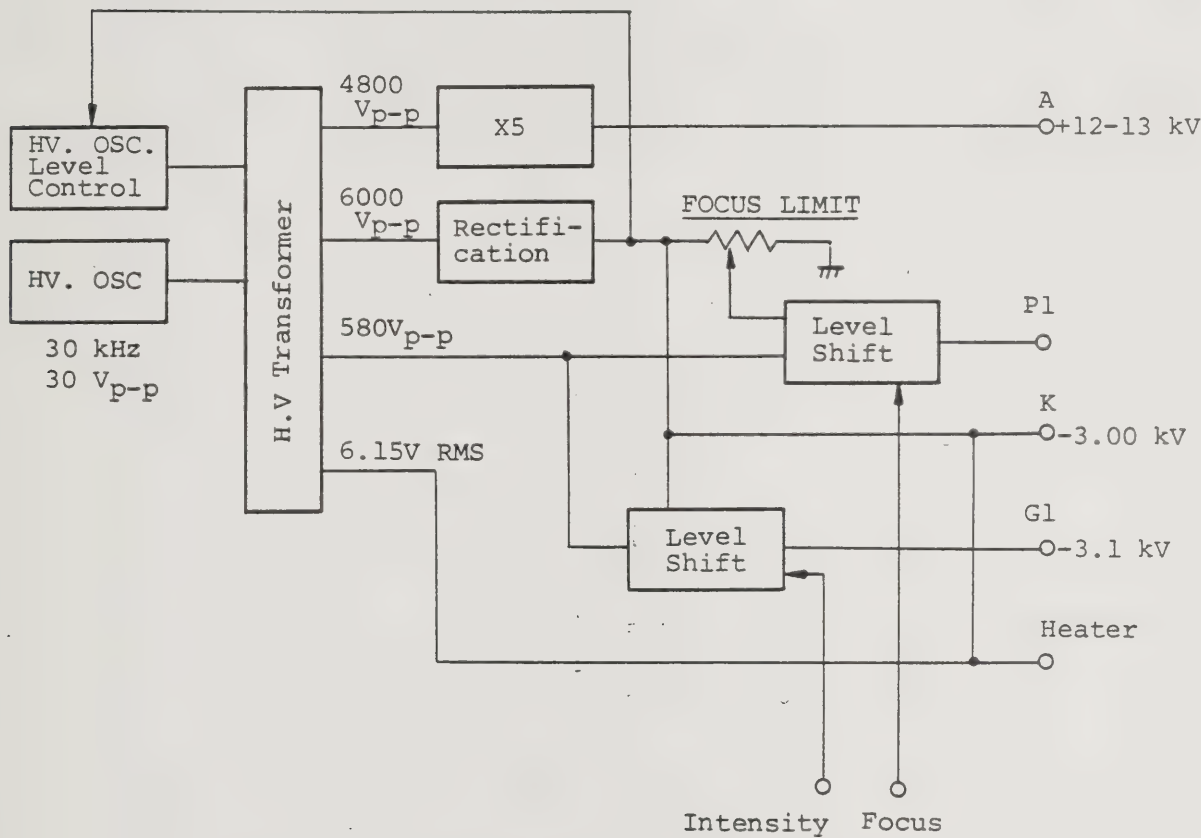 4800
Vp-p
X5
A
+12-13 kV
HV. OSC.
Level
Control
6000
Vp-p
Rectifi-
cation
FOCUS LIMIT
HV. OSC
30 kHz
30 Vp-p
H.V Transformer
580Vp-p
Level
Shift
P1
K
-3.00 kV
6.15V RMS
Level
Shift
G1
-3.1 kV
Heater
Intensity
Focus